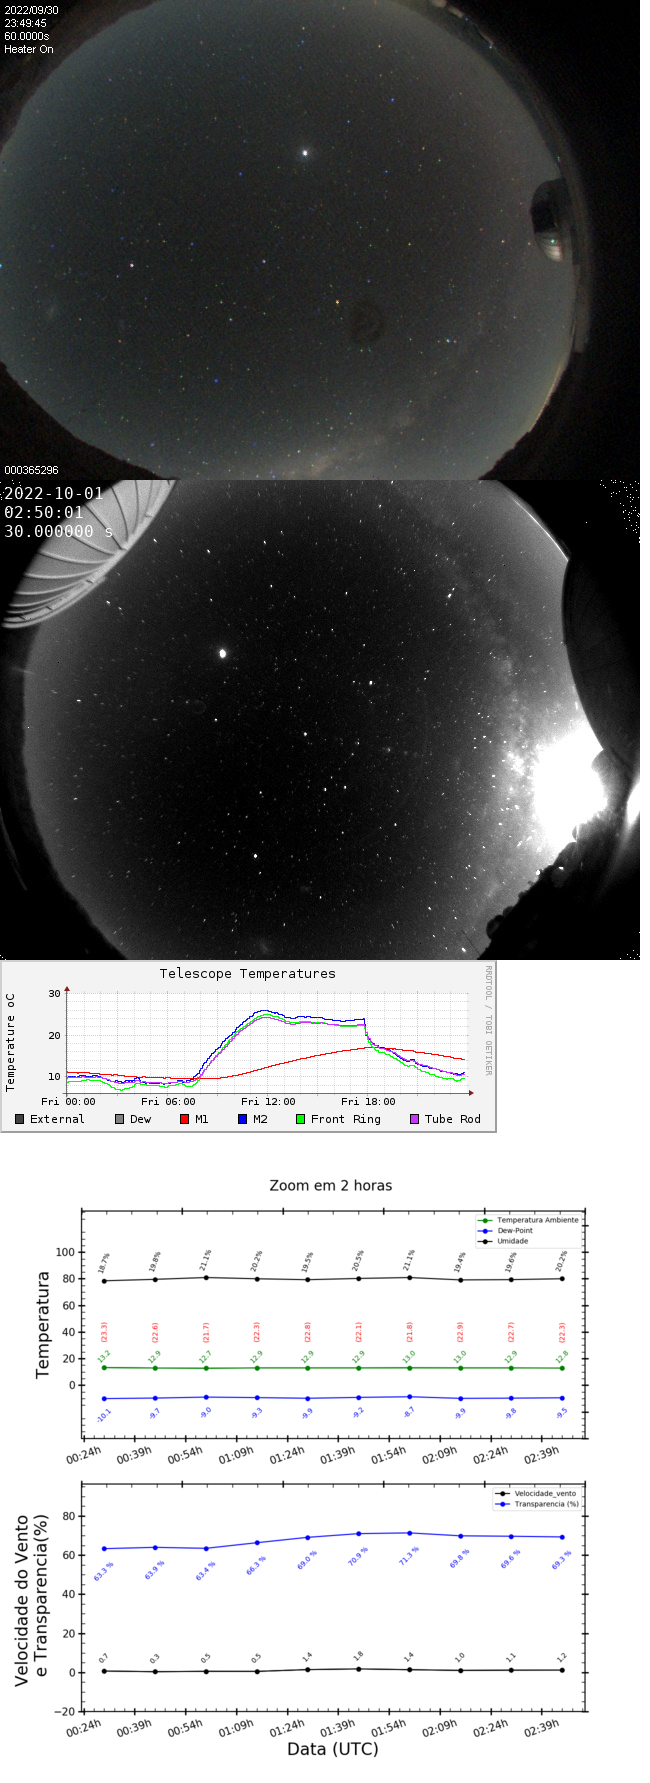 2022/09/30
23:49:45
60.0000s
Heater On
000365296
2022-10-01
02:50:01
30.000000 s
Telescope Temperatures
RRDTOOL / TOBI OETIKER
Temperature oC
30
20
10
Fri 00:00 Fri 06:00 Fri 12:00 Fri 18:00
External Dew M1 M2 Front Ring Tube Rod
Zoom em 2 horas
Temperatura Ambiente
Dew-Point
Umidade
Temperatura
100
80
60
40
20
0
18.7% 19.8% 21.1% 20.2% 19.5% 20.5% 21.1% 19.4% 19.6% 20.2%
(23.3) (22.6) (21.7) (22.3) (22.8) (22.1) (21.8) (22.9) (22.7) (22.3)
13.2 12.9 12.7 12.9 12.9 12.9 13.0 13.0 12.9 12.8
-10.1 -9.7 -9.0 -9.3 -9.9 -9.2 -8.7 -9.9 -9.8 -9.5
00:24h 00:39h 00:54h 01:09h 01:24h 01:39h 01:54h 02:09h 02:24h 02:39h
Velocidade_vento
Transparencia (%)
Velocidade do Vento
e Transparencia(%)
80
60
40
20
0
−20
63.3 % 63.9 % 63.4 % 66.3 % 69.0 % 70.9 % 71.3 % 69.8 % 69.6 % 69.3 %
0.7 0.3 0.5 0.5 1.4 1.8 1.4 1.0 1.1 1.2
00:24h 00:39h 00:54h 01:09h 01:24h 01:39h 01:54h 02:09h 02:24h 02:39h
Data (UTC)